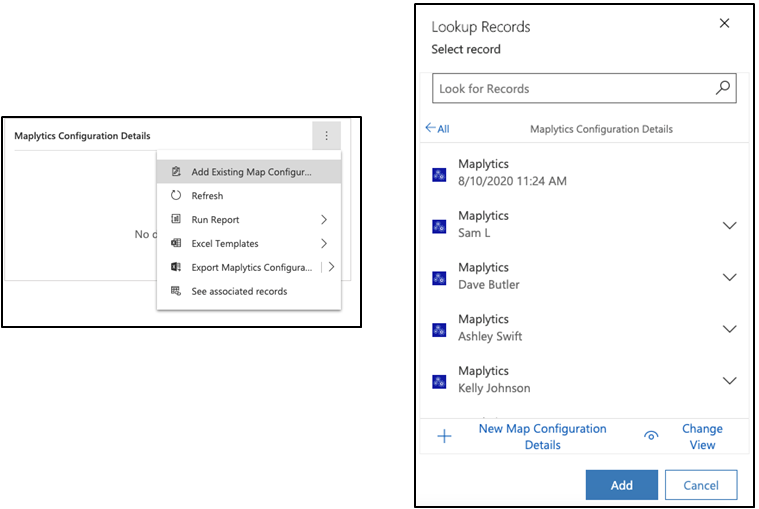 Maplytics Configuration Details
Add Existing Map Configur...
Refresh
Run Report
No
Excel Templates
Export Maplytics Configura...
See associated records
Lookup Records
Select record
Look for Records
All
Maplytics Configuration Details
Maplytics
8/10/2020 11:24 AM
Maplytics
Sam L
Maplytics
Dave Butler
Maplytics
Ashley Swift
Maplytics
Kelly Johnson
New Map Configuration
Details
Change
View
Add
Cancel